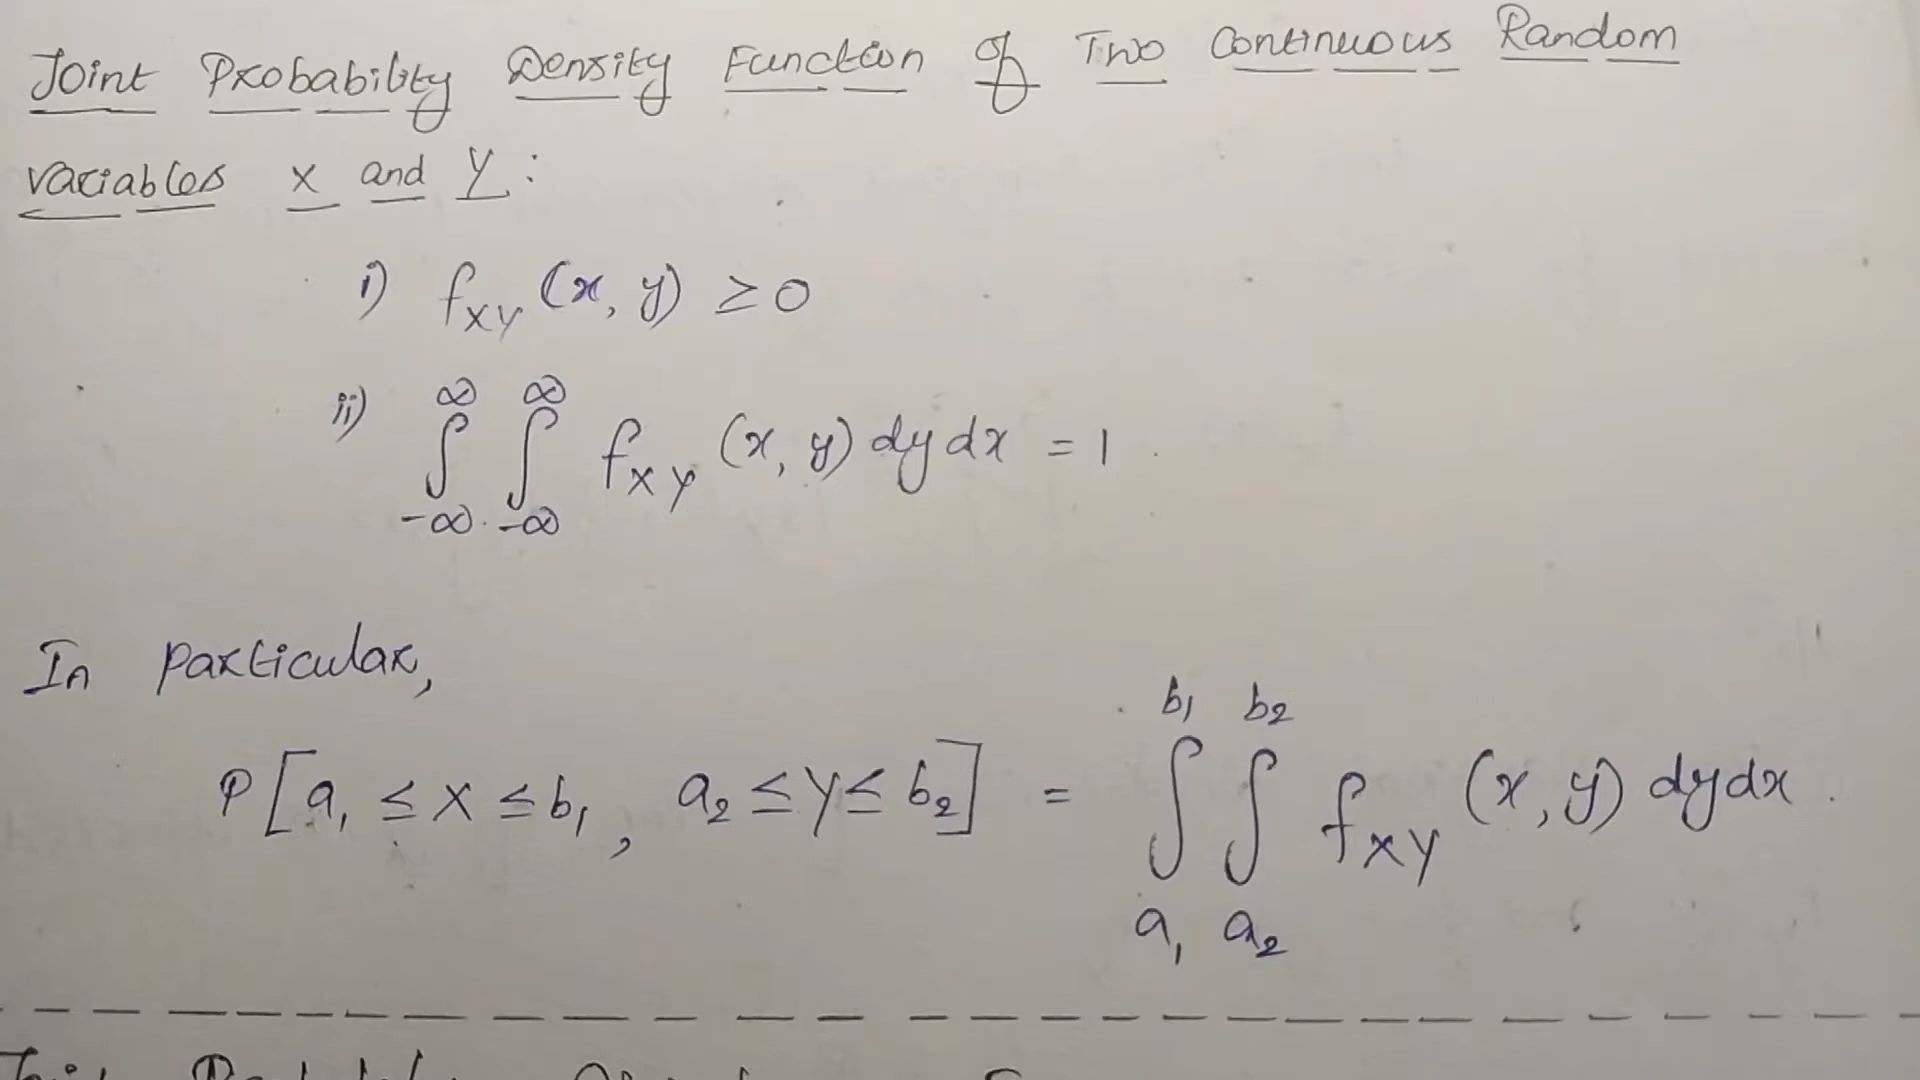 Joint Probability Density Function of Two Continuous Random
variables X and Y:
i) f_XY (x, y) ≥ 0
ii) ∫_{-∞}^{∞} ∫_{-∞}^{∞} f_XY (x, y) dy dx = 1.
In particular,
P[a₁ ≤ X ≤ b₁, a₂ ≤ Y ≤ b₂] = ∫_{a₁}^{b₁} ∫_{a₂}^{b₂} f_XY (x, y) dy dx.